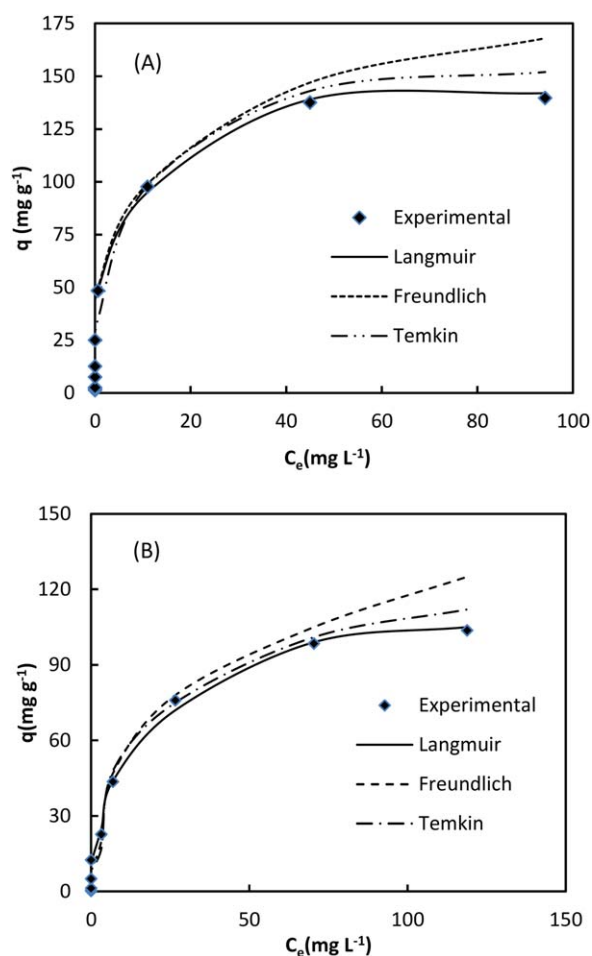 175
(A)
150
125
100
75
50
25
0
q (mg g⁻¹)
Experimental
Langmuir
Freundlich
Temkin
0 20 40 60 80 100
Cₑ(mg L⁻¹)
150
(B)
120
90
60
30
0
q(mg g⁻¹)
Experimental
Langmuir
Freundlich
Temkin
0 50 100 150
Cₑ(mg L⁻¹)